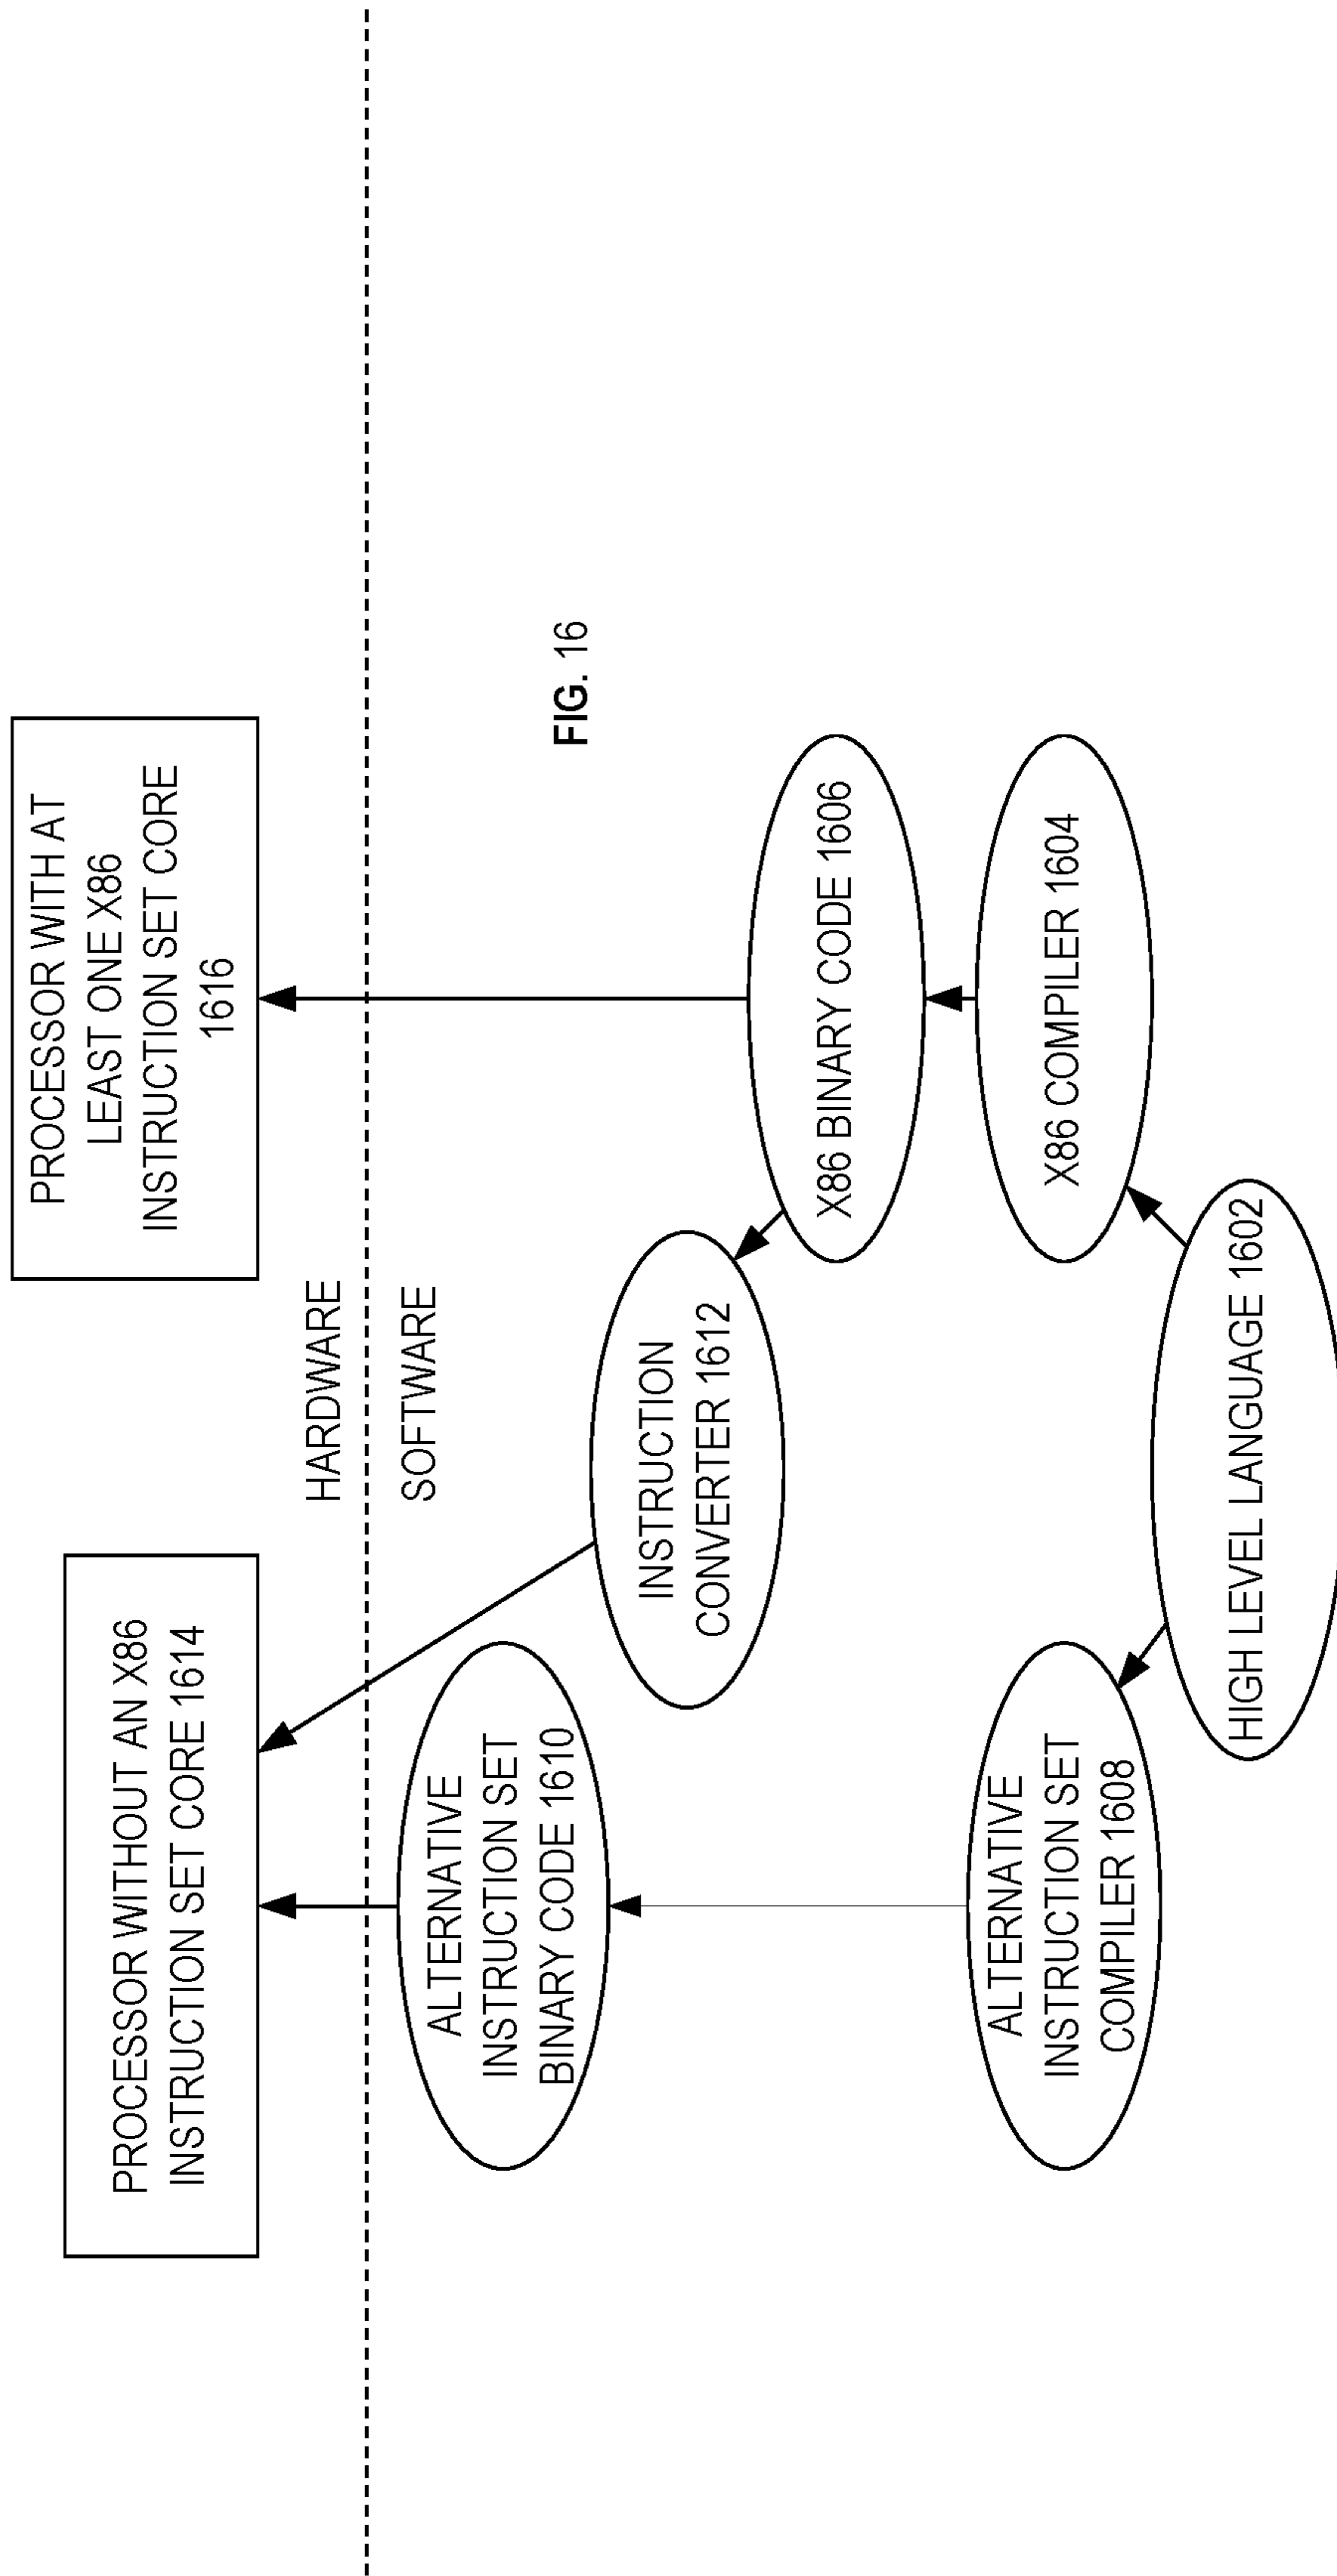 PROCESSOR WITHOUT AN X86
INSTRUCTION SET CORE 1614
PROCESSOR WITH AT
LEAST ONE X86
INSTRUCTION SET CORE
1616
HARDWARE
SOFTWARE
ALTERNATIVE
INSTRUCTION SET
BINARY CODE 1610
FIG. 16
INSTRUCTION
CONVERTER 1612
X86 BINARY CODE 1606
ALTERNATIVE
INSTRUCTION SET
COMPILER 1608
X86 COMPILER 1604
HIGH LEVEL LANGUAGE 1602